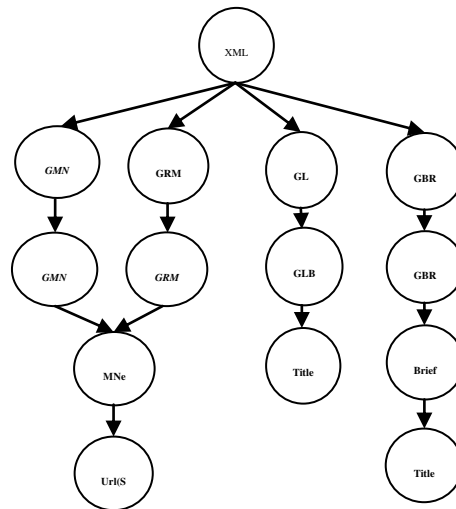 XML
GMN
GRM
GL
GBR
GMN
GRM
GLB
GBR
MNe
Title
Brief
Url(S
Title